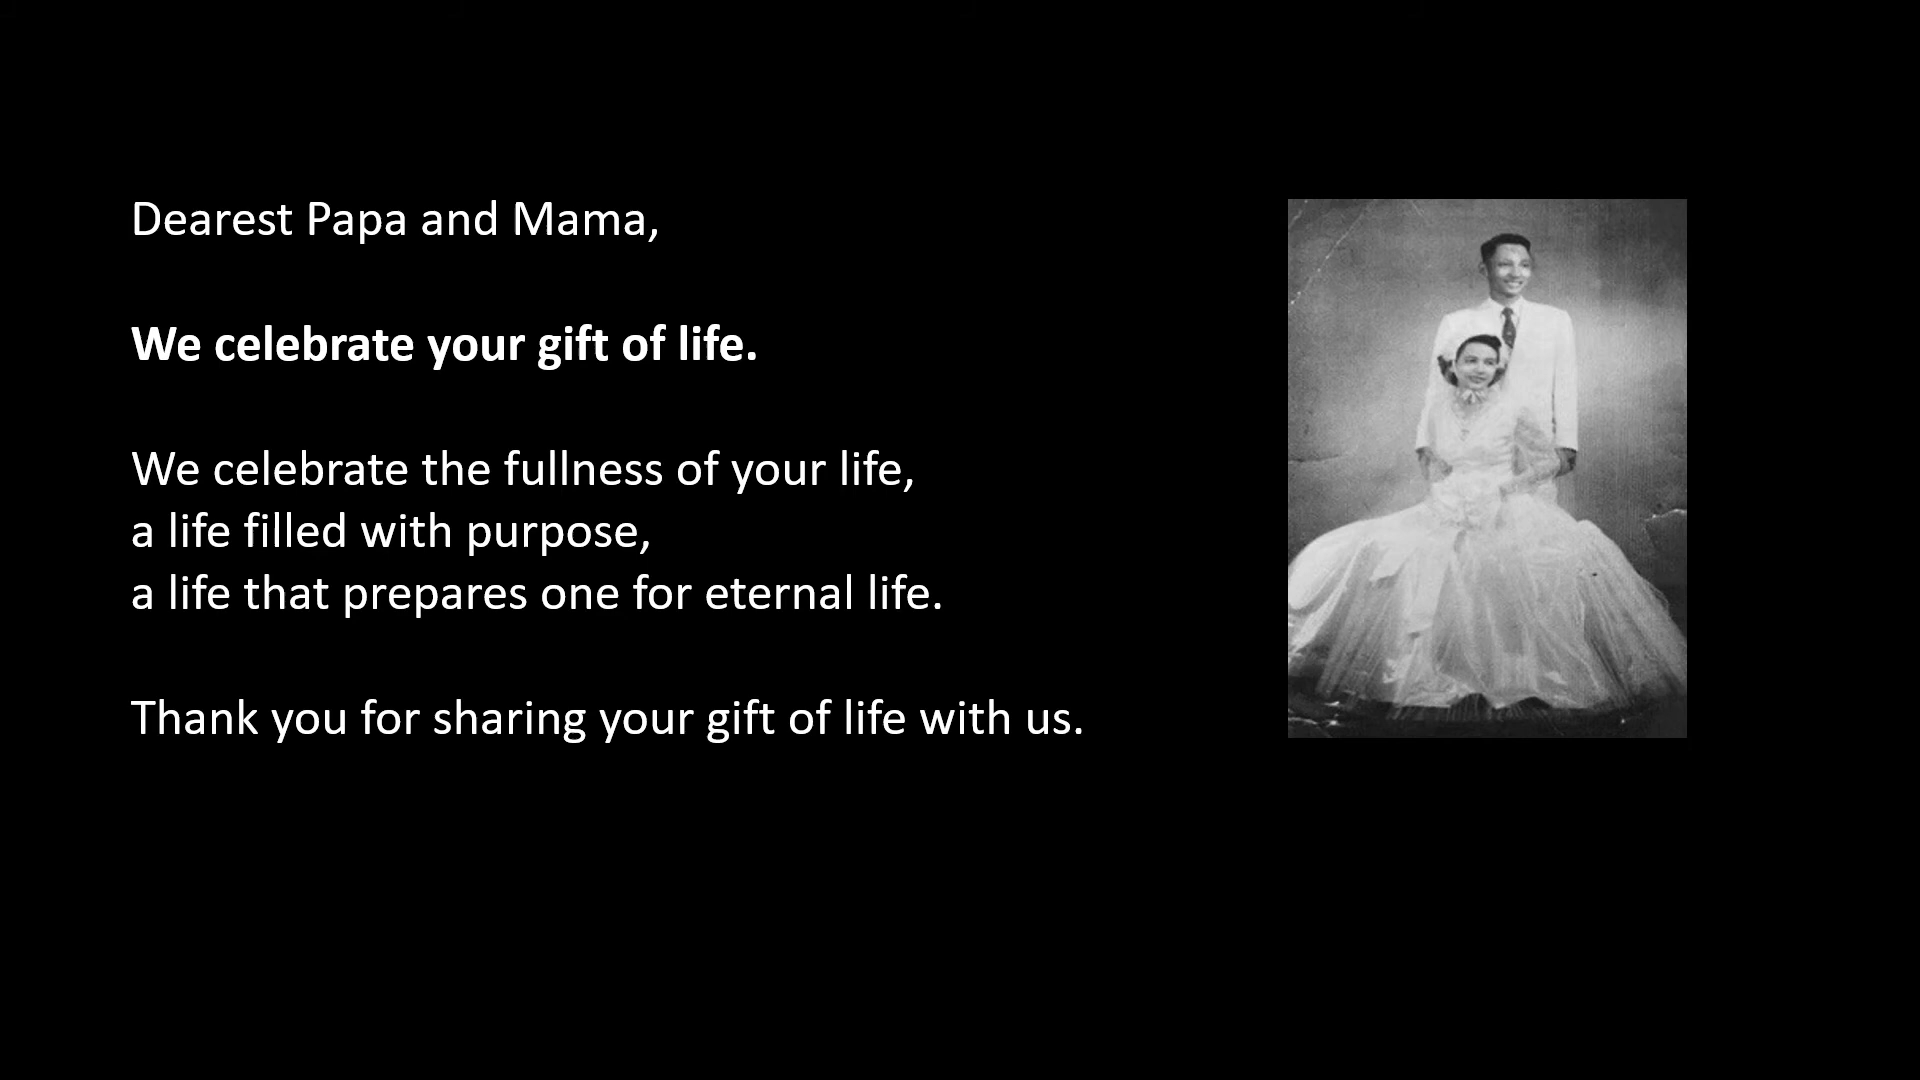 Dearest Papa and Mama,
We celebrate your gift of life.
We celebrate the fullness of your life,
a life filled with purpose,
a life that prepares one for eternal life.
Thank you for sharing your gift of life with us.